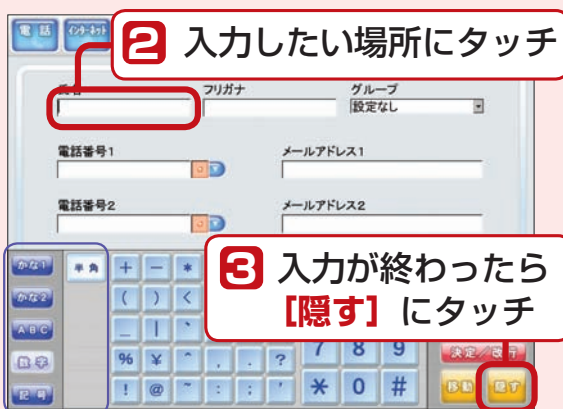 電話 インターネット
2 入力したい場所にタッチ
氏名 フリガナ グループ
設定なし
電話番号1 メールアドレス1
電話番号2 メールアドレス2
3 入力が終わったら
[隠す] にタッチ
かな1 半角 + - *
かな2 ( ) <
ABC _ | `
数字 % ¥ ^ , . - ? 7 8 9 決定/改行
記号 ! @ ~ : ; ' * 0 # 移動 隠す